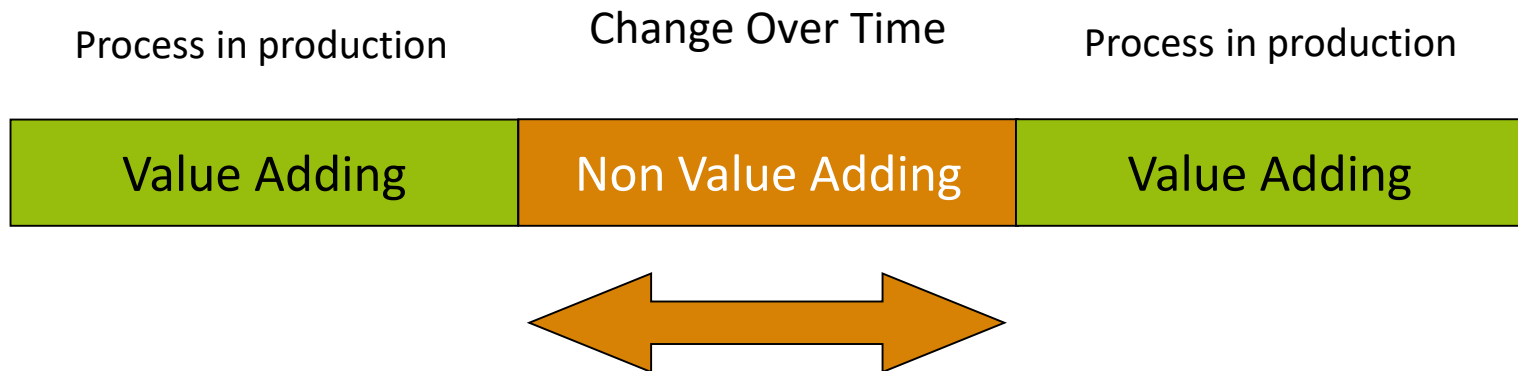 Process in production
Change Over Time
Process in production
Value Adding
Non Value Adding
Value Adding